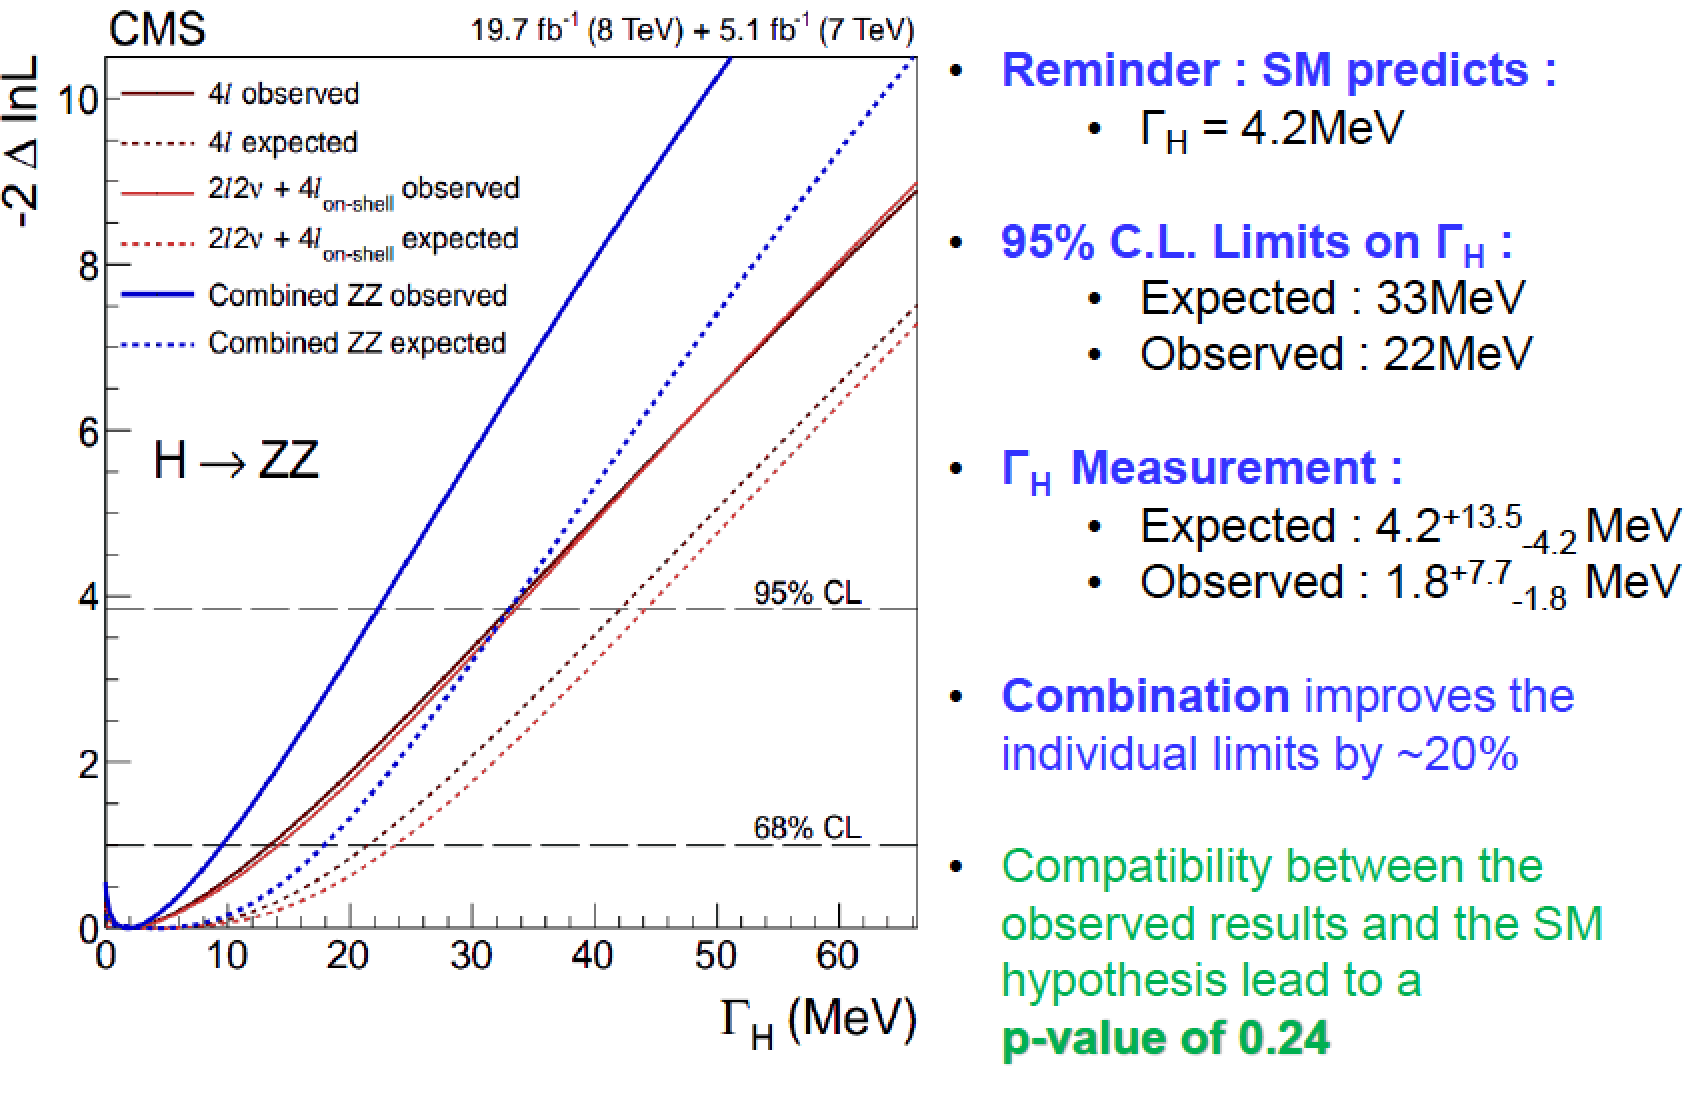 CMS
19.7 fb-1 (8 TeV) + 5.1 fb-1 (7 TeV)
-2 Δ lnL
4l observed
4l expected
2l2ν + 4l on-shell observed
2l2ν + 4l on-shell expected
Combined ZZ observed
Combined ZZ expected
H → ZZ
95% CL
68% CL
10
8
6
4
2
0
0 10 20 30 40 50 60
ΓH (MeV)
• Reminder : SM predicts :
• ΓH = 4.2MeV
• 95% C.L. Limits on ΓH :
• Expected : 33MeV
• Observed : 22MeV
• ΓH Measurement :
• Expected : 4.2+13.5-4.2 MeV
• Observed : 1.8+7.7-1.8 MeV
• Combination improves the
individual limits by ~20%
• Compatibility between the
observed results and the SM
hypothesis lead to a
p-value of 0.24